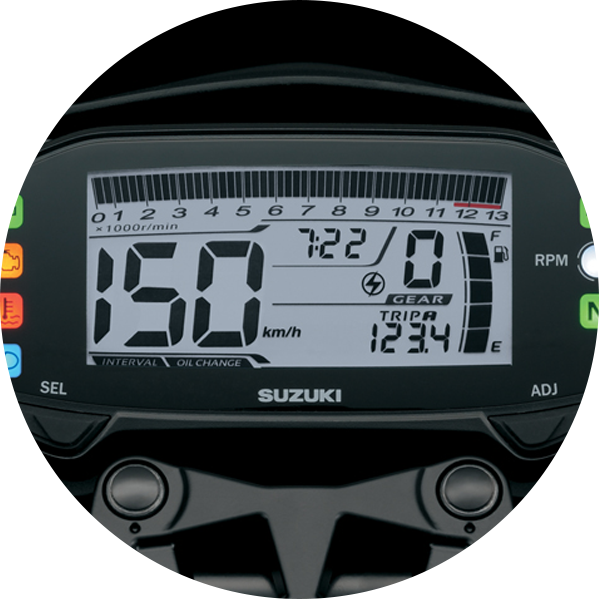 0 1 2 3 4 5 6 7 8 9 10 11 12 13
×1000r/min
7:22
0
F
RPM
150
km/h
GEAR
TRIP A
123.4
E
N
INTERVAL OIL CHANGE
SEL
SUZUKI
ADJ